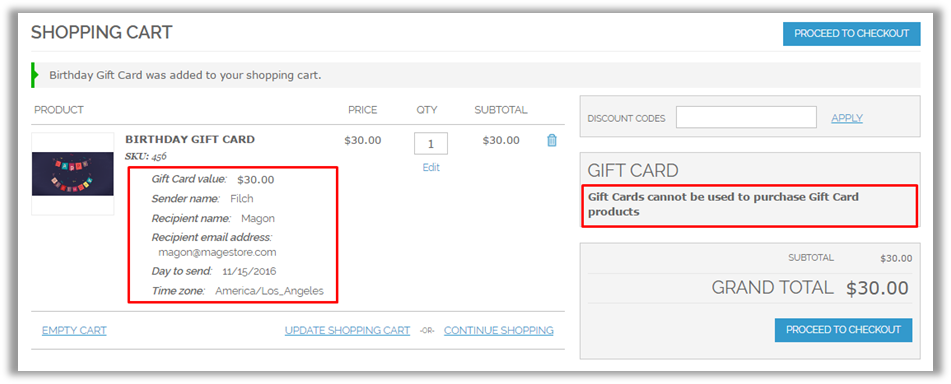 SHOPPING CART
PROCEED TO CHECKOUT
Birthday Gift Card was added to your shopping cart.
PRODUCT PRICE QTY SUBTOTAL
BIRTHDAY GIFT CARD $30.00 1 $30.00
SKU: 456
Edit
Gift Card value: $30.00
Sender name: Filch
Recipient name: Magon
Recipient email address:
magon@magestore.com
Day to send: 11/15/2016
Time zone: America/Los_Angeles
EMPTY CART UPDATE SHOPPING CART -OR- CONTINUE SHOPPING
DISCOUNT CODES APPLY
GIFT CARD
Gift Cards cannot be used to purchase Gift Card
products
SUBTOTAL $30.00
GRAND TOTAL $30.00
PROCEED TO CHECKOUT